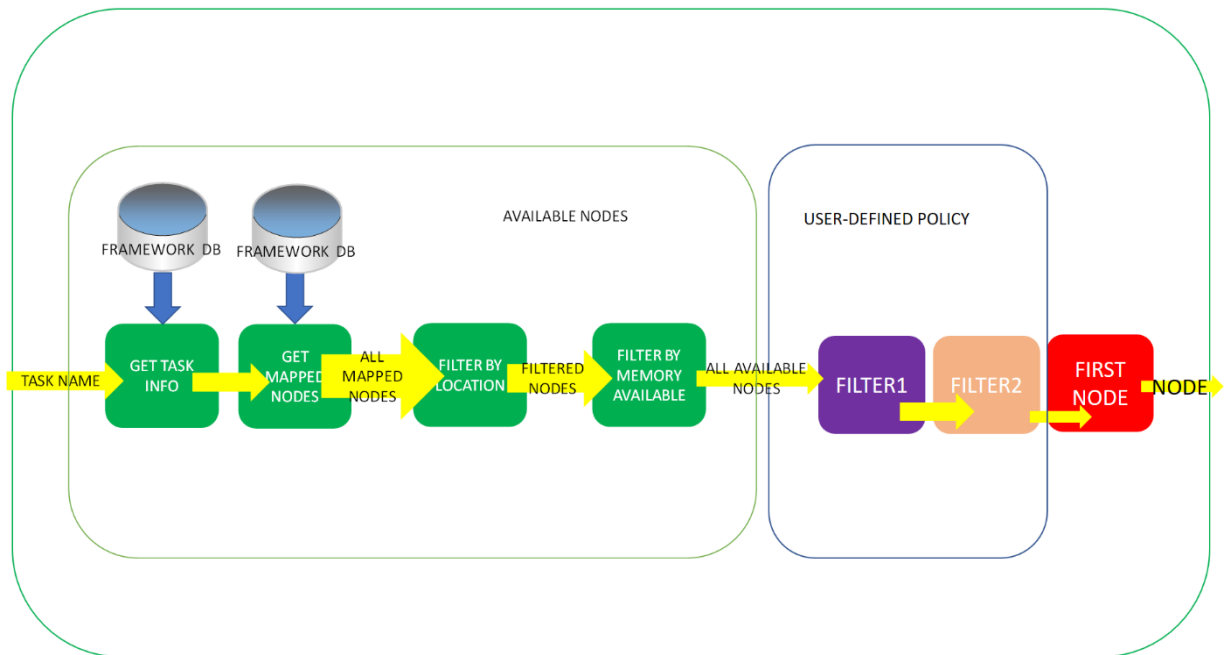 AVAILABLE NODES
USER-DEFINED POLICY
FRAMEWORK DB
FRAMEWORK DB
TASK NAME
GET TASK
INFO
GET
MAPPED
NODES
ALL
MAPPED
NODES
FILTER BY
LOCATION
FILTERED
NODES
FILTER BY
MEMORY
AVAILABLE
ALL AVAILABLE
NODES
FILTER1
FILTER2
FIRST
NODE
NODE